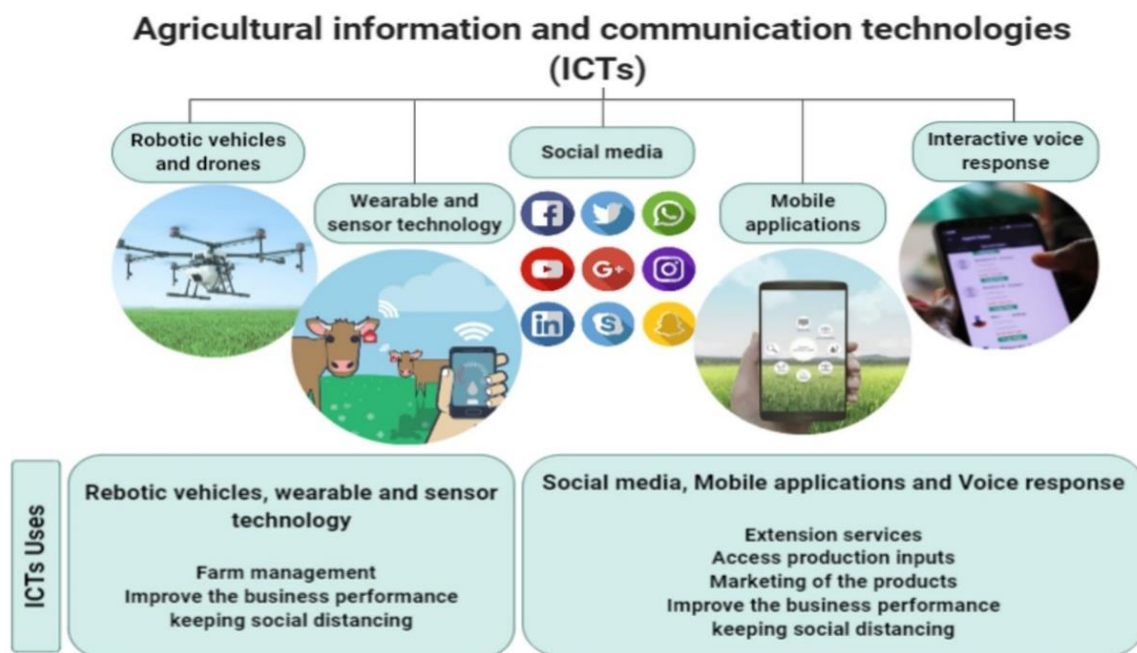 Agricultural information and communication technologies
(ICTs)
Robotic vehicles
and drones
Wearable and
sensor technology
Social media
Mobile
applications
Interactive voice
response
G+
in
ICTs Uses
Rebotic vehicles, wearable and sensor
technology
Farm management
Improve the business performance
keeping social distancing
Social media, Mobile applications and Voice response
Extension services
Access production inputs
Marketing of the products
Improve the business performance
keeping social distancing